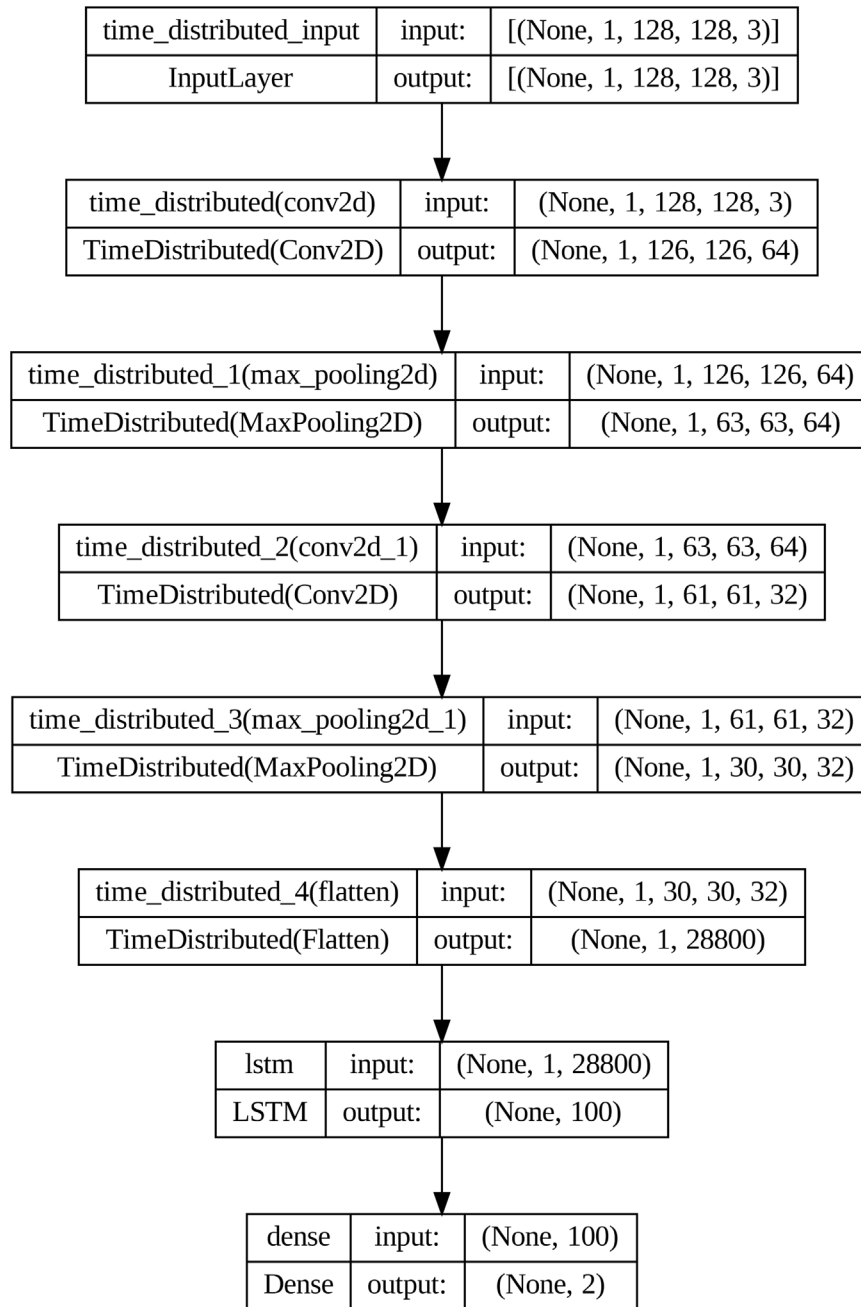 time_distributed_input input: [(None, 1, 128, 128, 3)]
InputLayer output: [(None, 1, 128, 128, 3)]
time_distributed(conv2d) input: (None, 1, 128, 128, 3)
TimeDistributed(Conv2D) output: (None, 1, 126, 126, 64)
time_distributed_1(max_pooling2d) input: (None, 1, 126, 126, 64)
TimeDistributed(MaxPooling2D) output: (None, 1, 63, 63, 64)
time_distributed_2(conv2d_1) input: (None, 1, 63, 63, 64)
TimeDistributed(Conv2D) output: (None, 1, 61, 61, 32)
time_distributed_3(max_pooling2d_1) input: (None, 1, 61, 61, 32)
TimeDistributed(MaxPooling2D) output: (None, 1, 30, 30, 32)
time_distributed_4(flatten) input: (None, 1, 30, 30, 32)
TimeDistributed(Flatten) output: (None, 1, 28800)
lstm input: (None, 1, 28800)
LSTM output: (None, 100)
dense input: (None, 100)
Dense output: (None, 2)